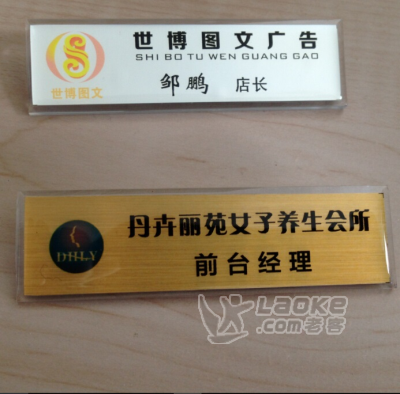 世博图文广告
SHI BO TU WEN GUANG GAO
邹鹏 店长
世博图文
丹卉丽苑女子养生会所
DHLY
前台经理
LAOKE
.com老客